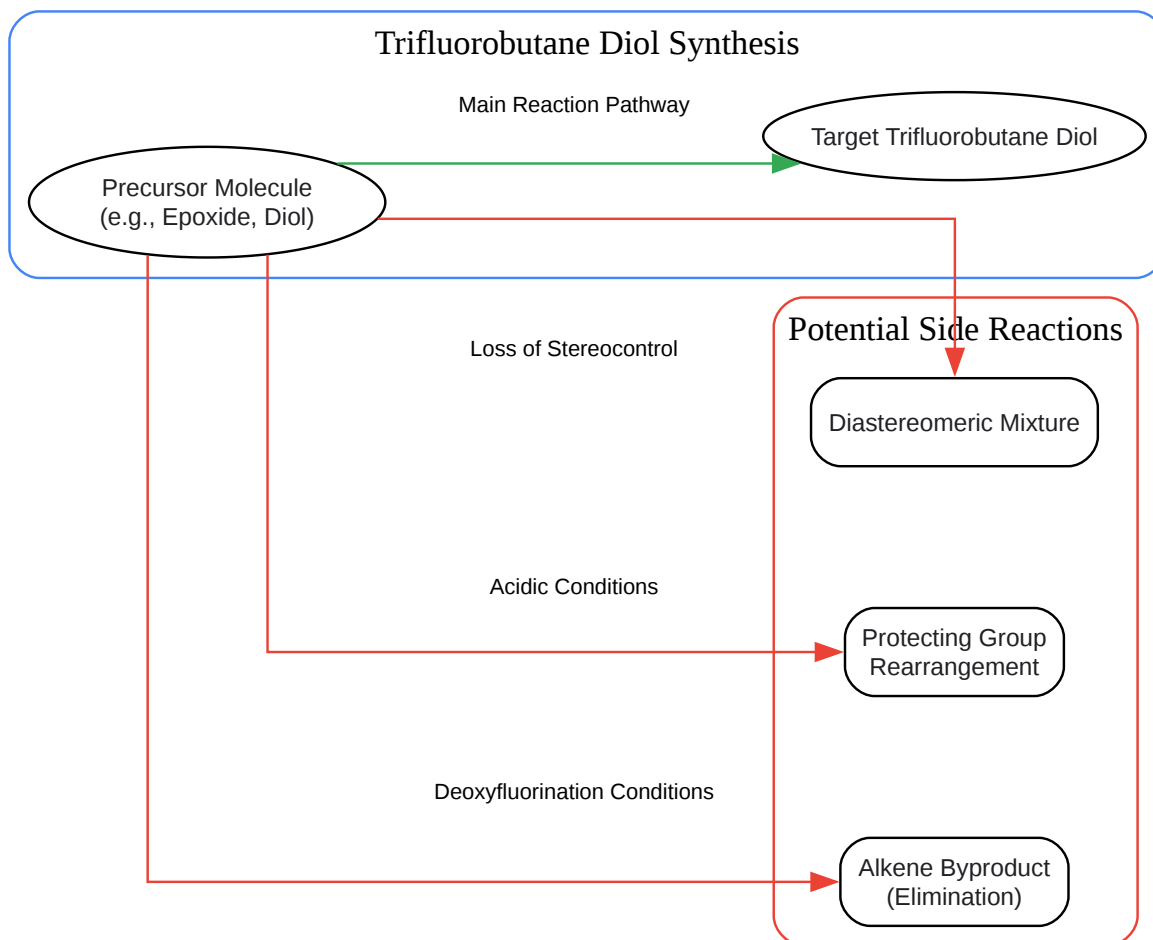 Trifluorobutane Diol Synthesis
Main Reaction Pathway
Target Trifluorobutane Diol
Precursor Molecule
(e.g., Epoxide, Diol)
Potential Side Reactions
Loss of Stereocontrol
Diastereomeric Mixture
Acidic Conditions
Protecting Group
Rearrangement
Deoxyfluorination Conditions
Alkene Byproduct
(Elimination)